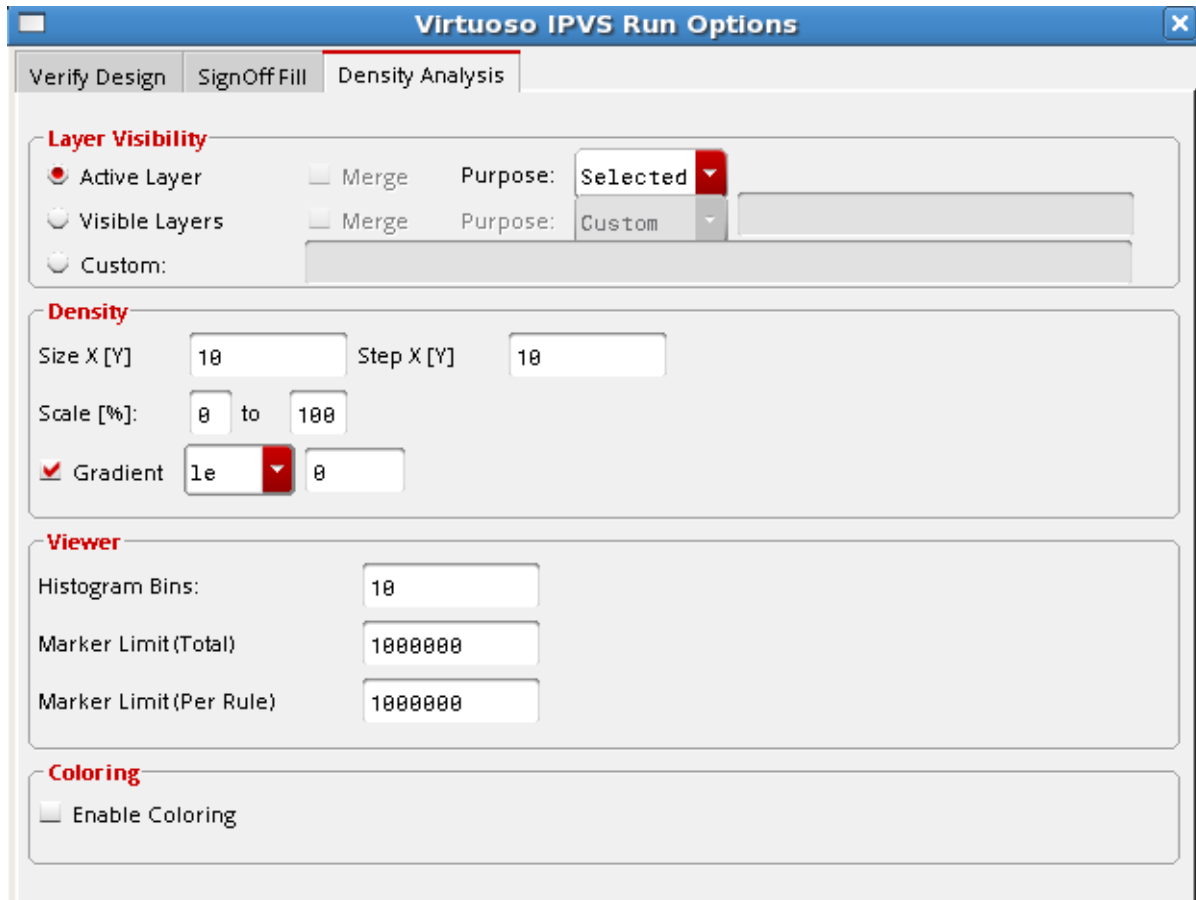 Virtuoso IPVS Run Options
Verify Design SignOff Fill Density Analysis
Layer Visibility
Active Layer Merge Purpose: Selected
Visible Layers Merge Purpose: Custom
Custom:
Density
Size X [Y] 10 Step X [Y] 10
Scale [%]: 0 to 100
Gradient le 0
Viewer
Histogram Bins: 10
Marker Limit (Total) 1000000
Marker Limit (Per Rule) 1000000
Coloring
Enable Coloring